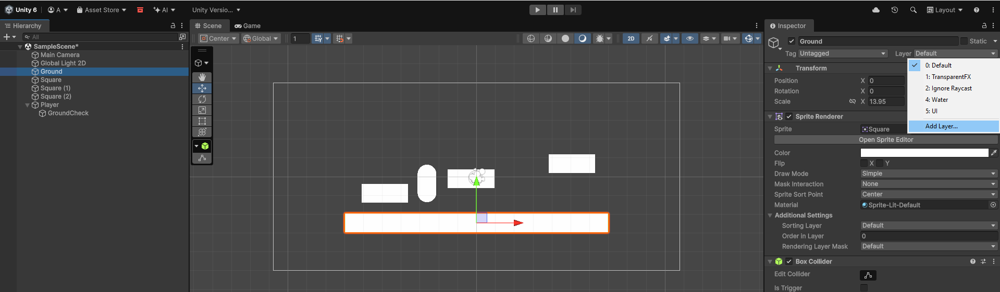 Unity 6 A Asset Store AI Unity Versio... Layout
Hierarchy
All
SampleScene*
Main Camera
Global Light 2D
Ground
Square
Square (1)
Square (2)
Player
GroundCheck
Scene Game
Center Global 1 2D
Inspector
Ground Static
Tag Untagged Layer Default
0: Default
1: TransparentFX
2: Ignore Raycast
4: Water
5: UI
Add Layer...
Transform
Position X 0
Rotation X 0
Scale X 13.95
Sprite Renderer
Sprite Square
Open Sprite Editor
Color
Flip X Y
Draw Mode Simple
Mask Interaction None
Sprite Sort Point Center
Material Sprite-Lit-Default
Additional Settings
Sorting Layer Default
Order in Layer 0
Rendering Layer Mask Default
Box Collider
Edit Collider
Is Trigger